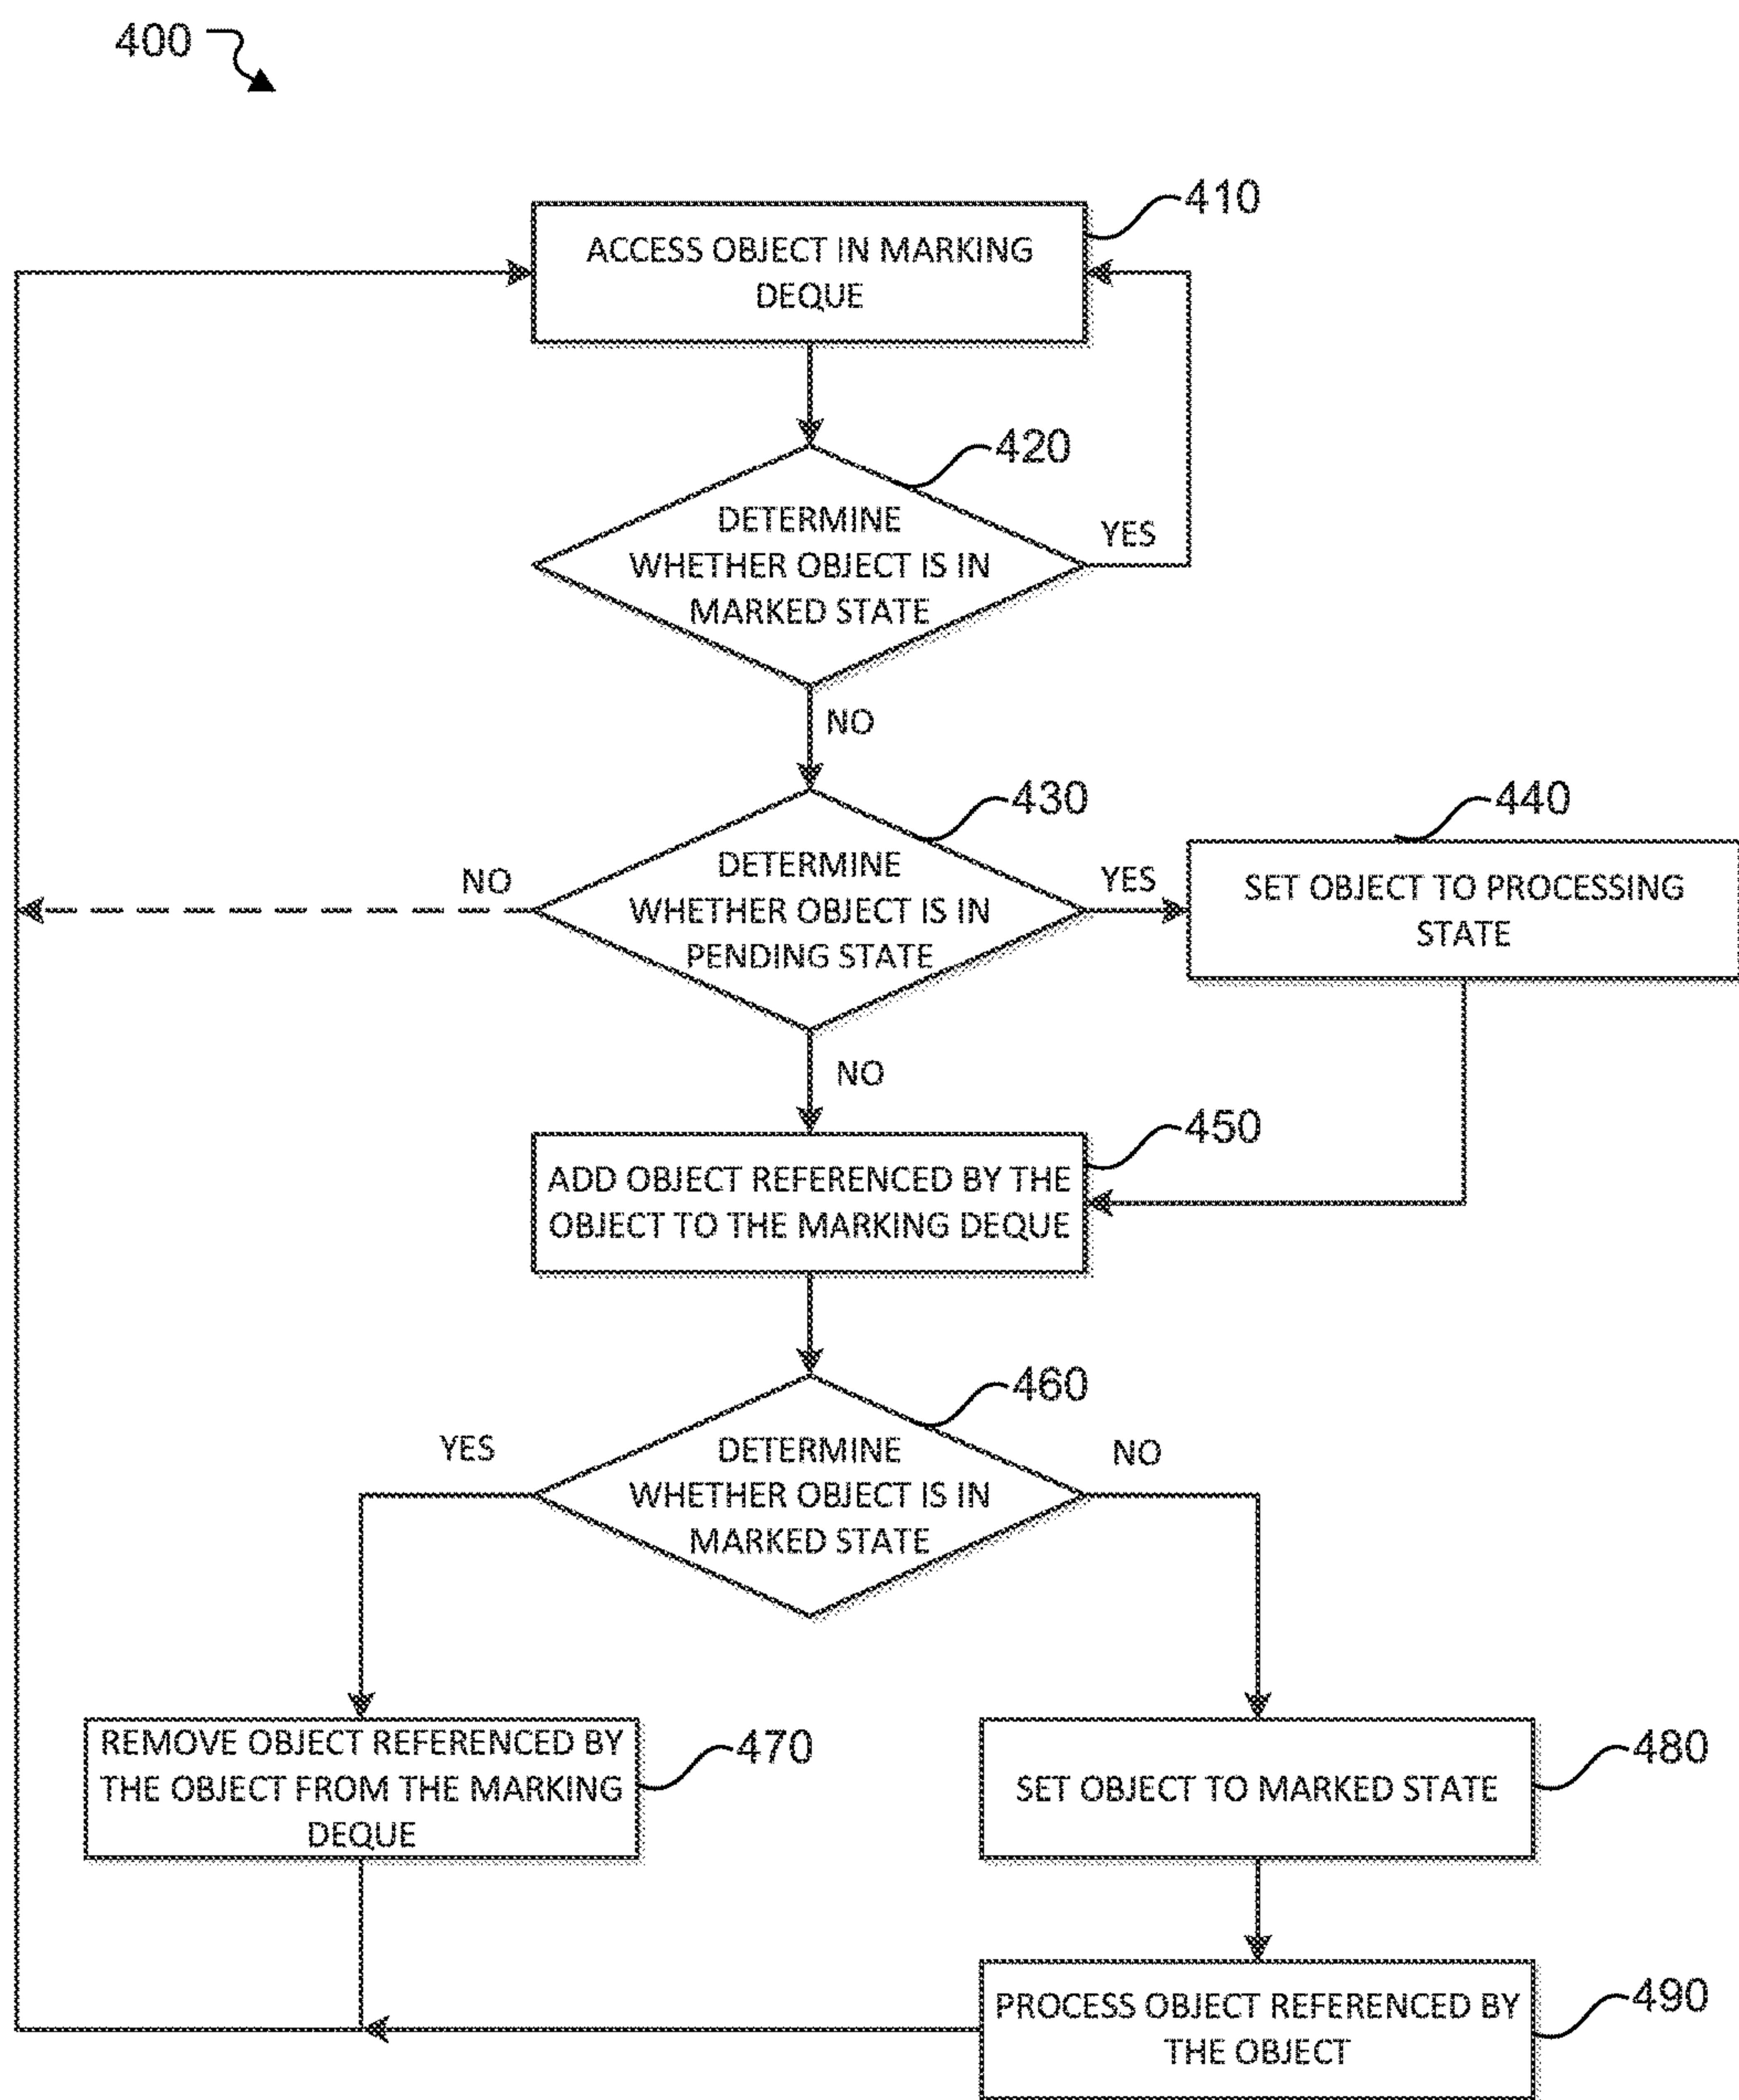 400
410
ACCESS OBJECT IN MARKING
DEQUE
420
DETERMINE
WHETHER OBJECT IS IN
MARKED STATE
YES
NO
430
DETERMINE
WHETHER OBJECT IS IN
PENDING STATE
NO
YES
440
SET OBJECT TO PROCESSING
STATE
NO
450
ADD OBJECT REFERENCED BY THE
OBJECT TO THE MARKING DEQUE
460
DETERMINE
WHETHER OBJECT IS IN
MARKED STATE
YES
NO
REMOVE OBJECT REFERENCED BY
THE OBJECT FROM THE MARKING
DEQUE
470
SET OBJECT TO MARKED STATE
480
PROCESS OBJECT REFERENCED BY
THE OBJECT
490